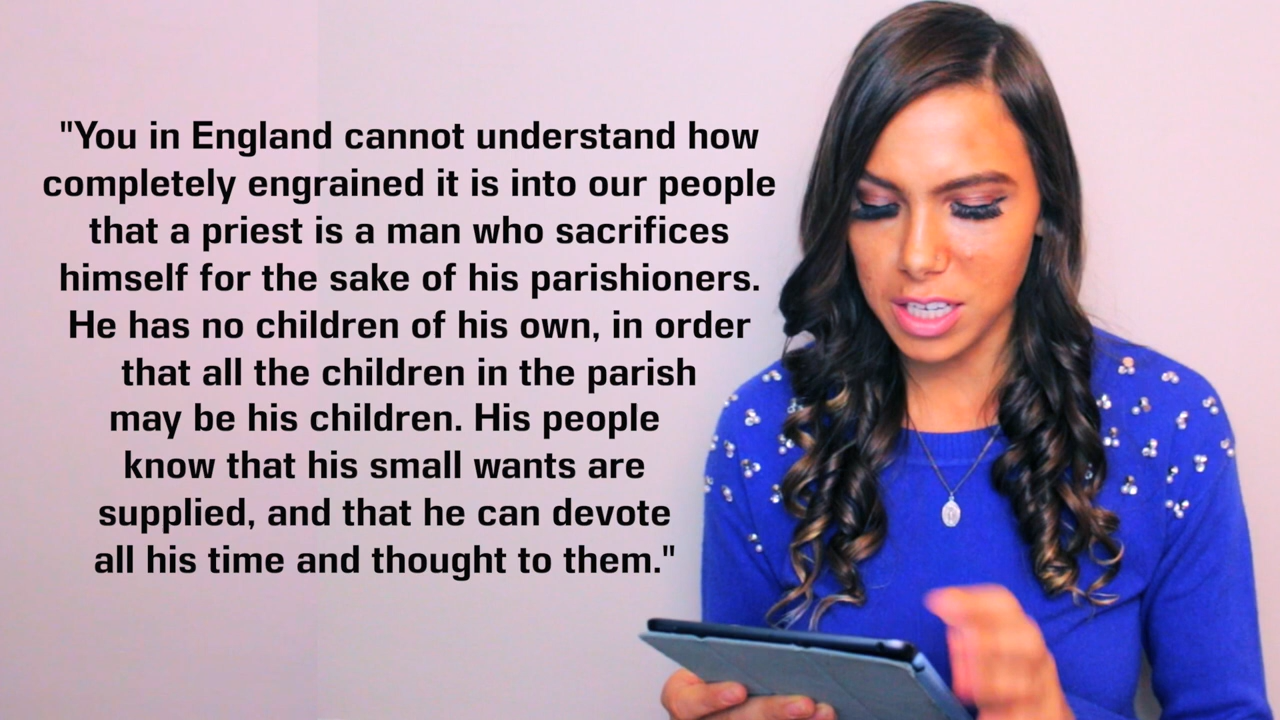 "You in England cannot understand how
completely engrained it is into our people
that a priest is a man who sacrifices
himself for the sake of his parishioners.
He has no children of his own, in order
that all the children in the parish
may be his children. His people
know that his small wants are
supplied, and that he can devote
all his time and thought to them."